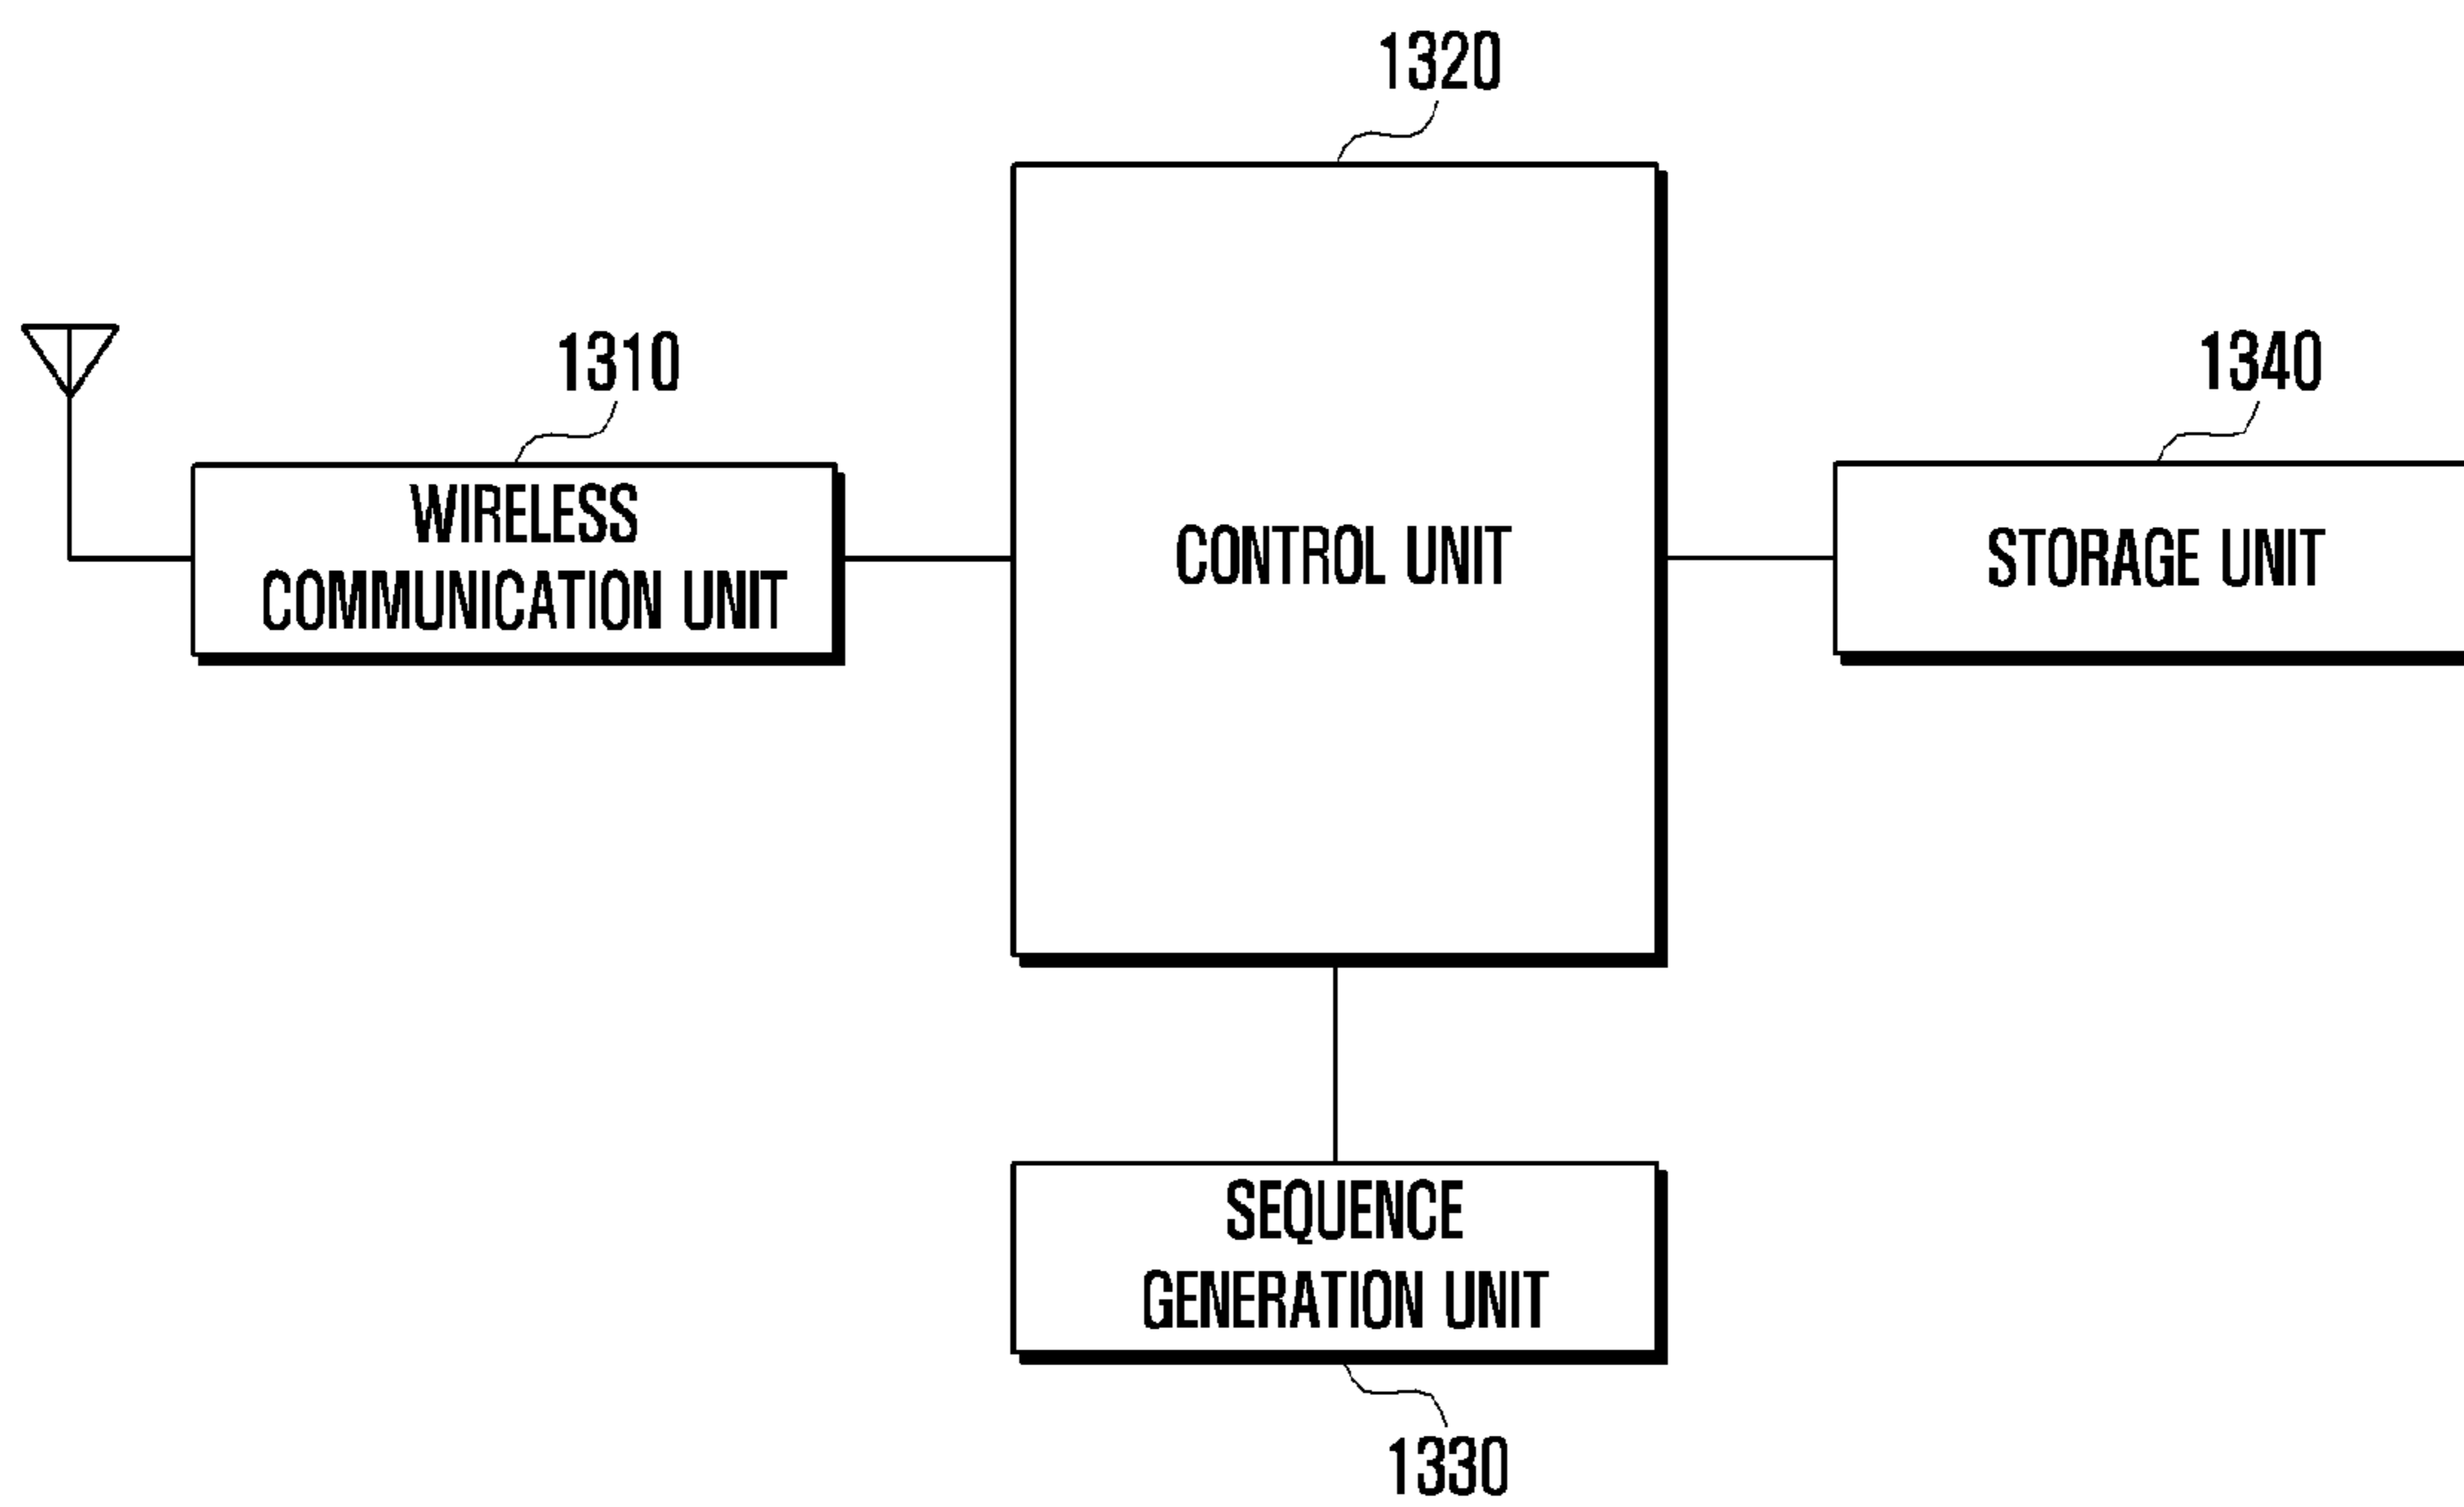 1320
1310
1340
WIRELESS
COMMUNICATION UNIT
CONTROL UNIT
STORAGE UNIT
SEQUENCE
GENERATION UNIT
1330